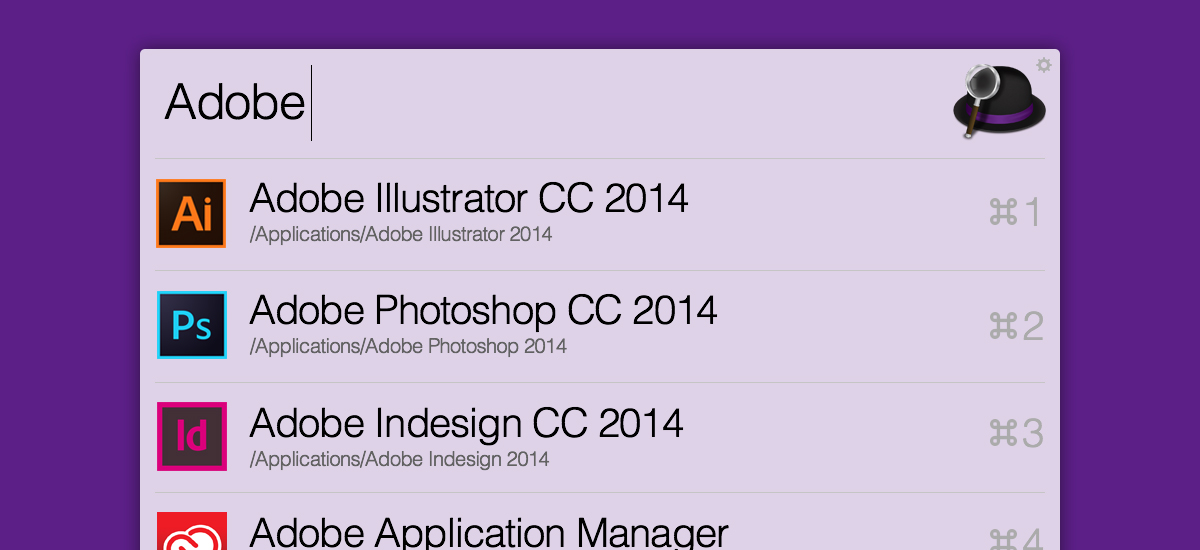 Adobe
Ai
Adobe Illustrator CC 2014
/Applications/Adobe Illustrator 2014
⌘1
Ps
Adobe Photoshop CC 2014
/Applications/Adobe Photoshop 2014
⌘2
Id
Adobe Indesign CC 2014
/Applications/Adobe Indesign 2014
⌘3
Adobe Application Manager
⌘4